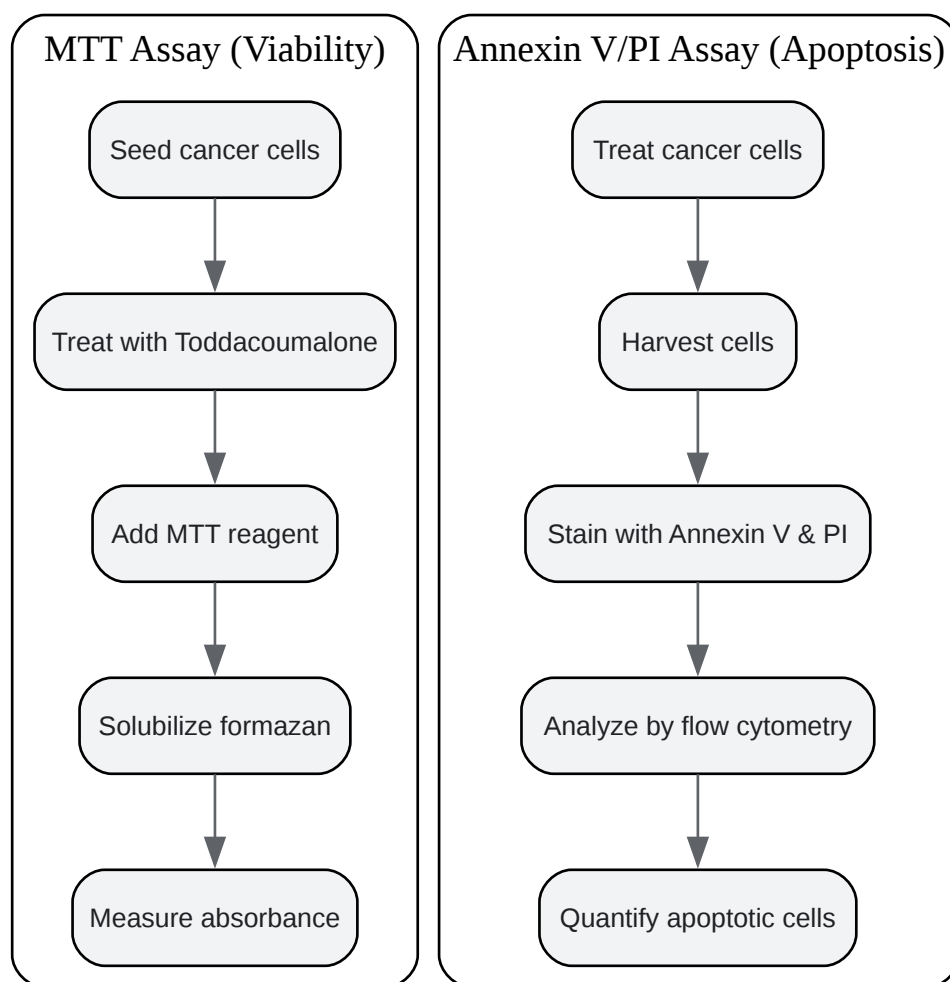 MTT Assay (Viability)
Seed cancer cells
Treat with Toddacoumalone
Add MTT reagent
Solubilize formazan
Measure absorbance
Annexin V/PI Assay (Apoptosis)
Treat cancer cells
Harvest cells
Stain with Annexin V & PI
Analyze by flow cytometry
Quantify apoptotic cells